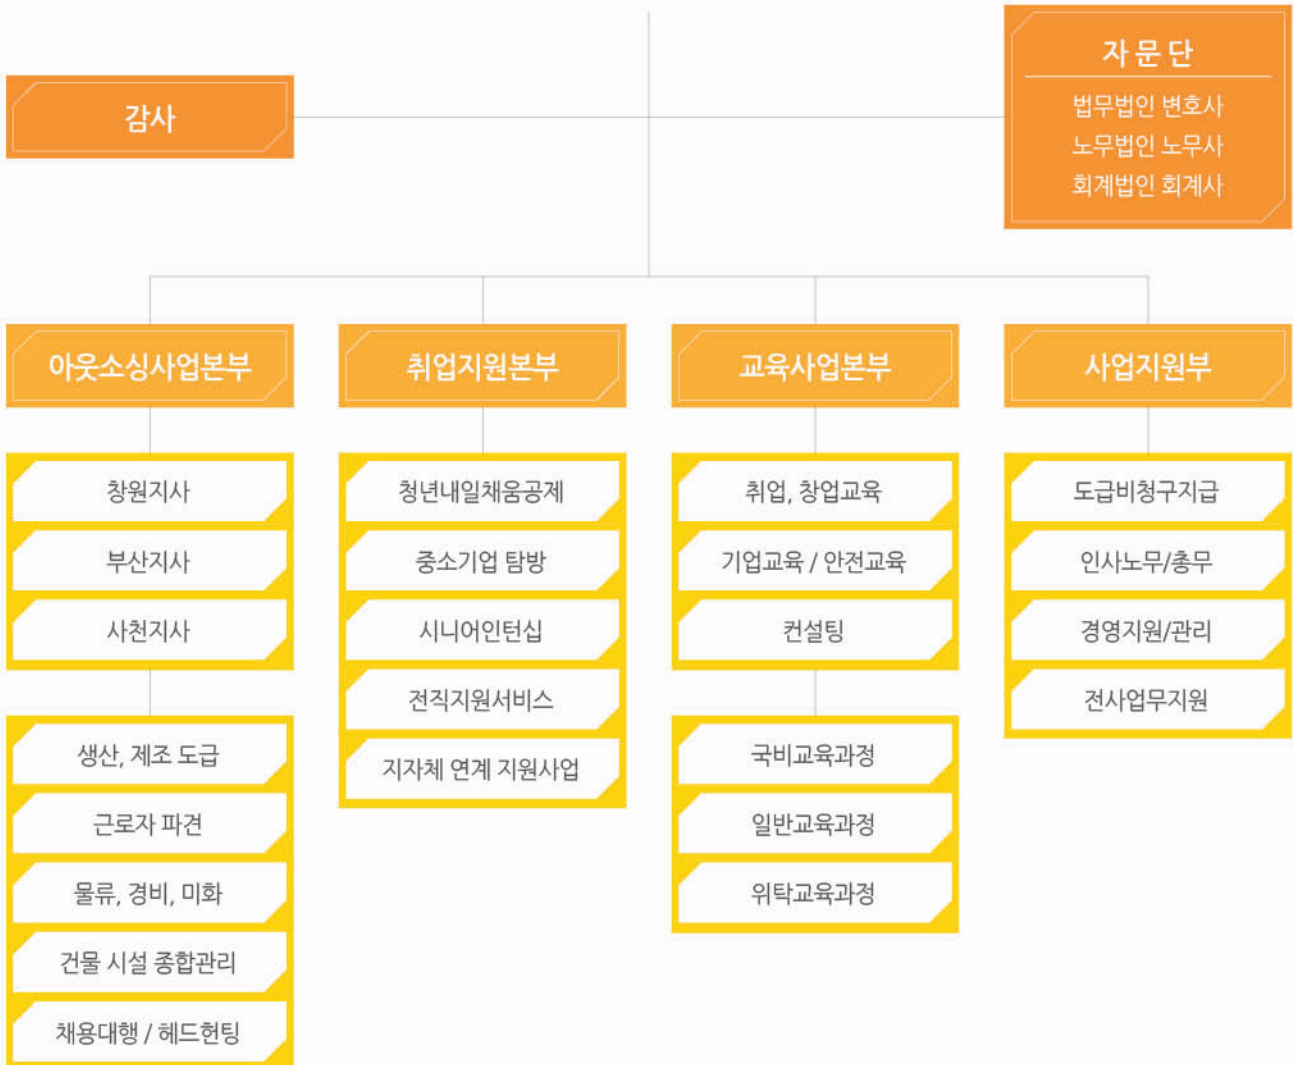 감사
자 문 단
법무법인 변호사
노무법인 노무사
회계법인 회계사
아웃소싱사업본부
창원지사
부산지사
사천지사
생산, 제조 도급
근로자 파견
물류, 경비, 미화
건물 시설 종합관리
채용대행 / 헤드헌팅
취업지원본부
청년내일채움공제
중소기업 탐방
시니어인턴십
전직지원서비스
지자체 연계 지원사업
교육사업본부
취업, 창업교육
기업교육 / 안전교육
컨설팅
국비교육과정
일반교육과정
위탁교육과정
사업지원부
도급비청구지급
인사노무/총무
경영지원/관리
전사업무지원